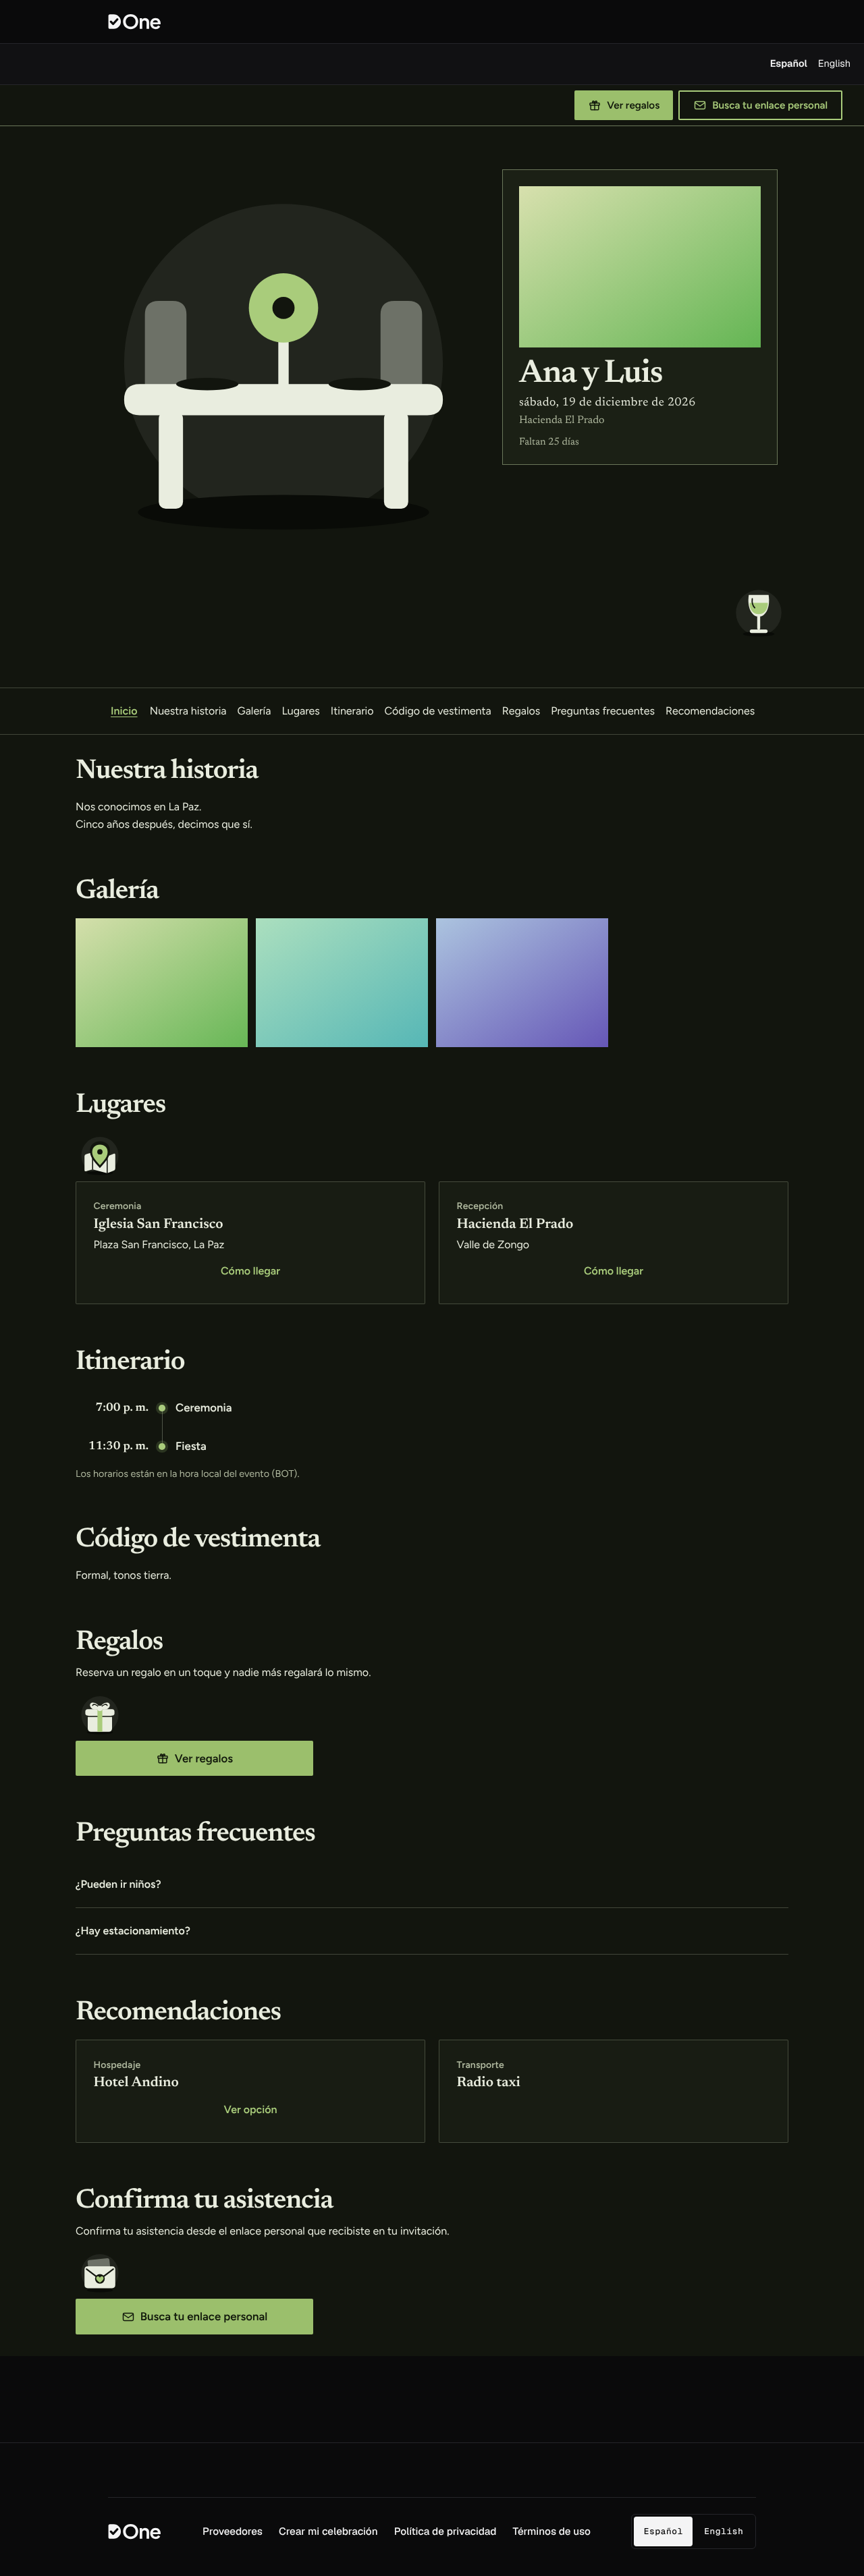 One
Español English
Ver regalos Busca tu enlace personal
Ana y Luis
sábado, 19 de diciembre de 2026
Hacienda El Prado
Faltan 25 días
Inicio Nuestra historia Galería Lugares Itinerario Código de vestimenta Regalos Preguntas frecuentes Recomendaciones
Nuestra historia
Nos conocimos en La Paz.
Cinco años después, decimos que sí.
Galería
Lugares
Ceremonia
Iglesia San Francisco
Plaza San Francisco, La Paz
Cómo llegar
Recepción
Hacienda El Prado
Valle de Zongo
Cómo llegar
Itinerario
7:00 p. m. Ceremonia
11:30 p. m. Fiesta
Los horarios están en la hora local del evento (BOT).
Código de vestimenta
Formal, tonos tierra.
Regalos
Reserva un regalo en un toque y nadie más regalará lo mismo.
Ver regalos
Preguntas frecuentes
¿Pueden ir niños?
¿Hay estacionamiento?
Recomendaciones
Hospedaje
Hotel Andino
Ver opción
Transporte
Radio taxi
Confirma tu asistencia
Confirma tu asistencia desde el enlace personal que recibiste en tu invitación.
Busca tu enlace personal
One Proveedores Crear mi celebración Política de privacidad Términos de uso Español English